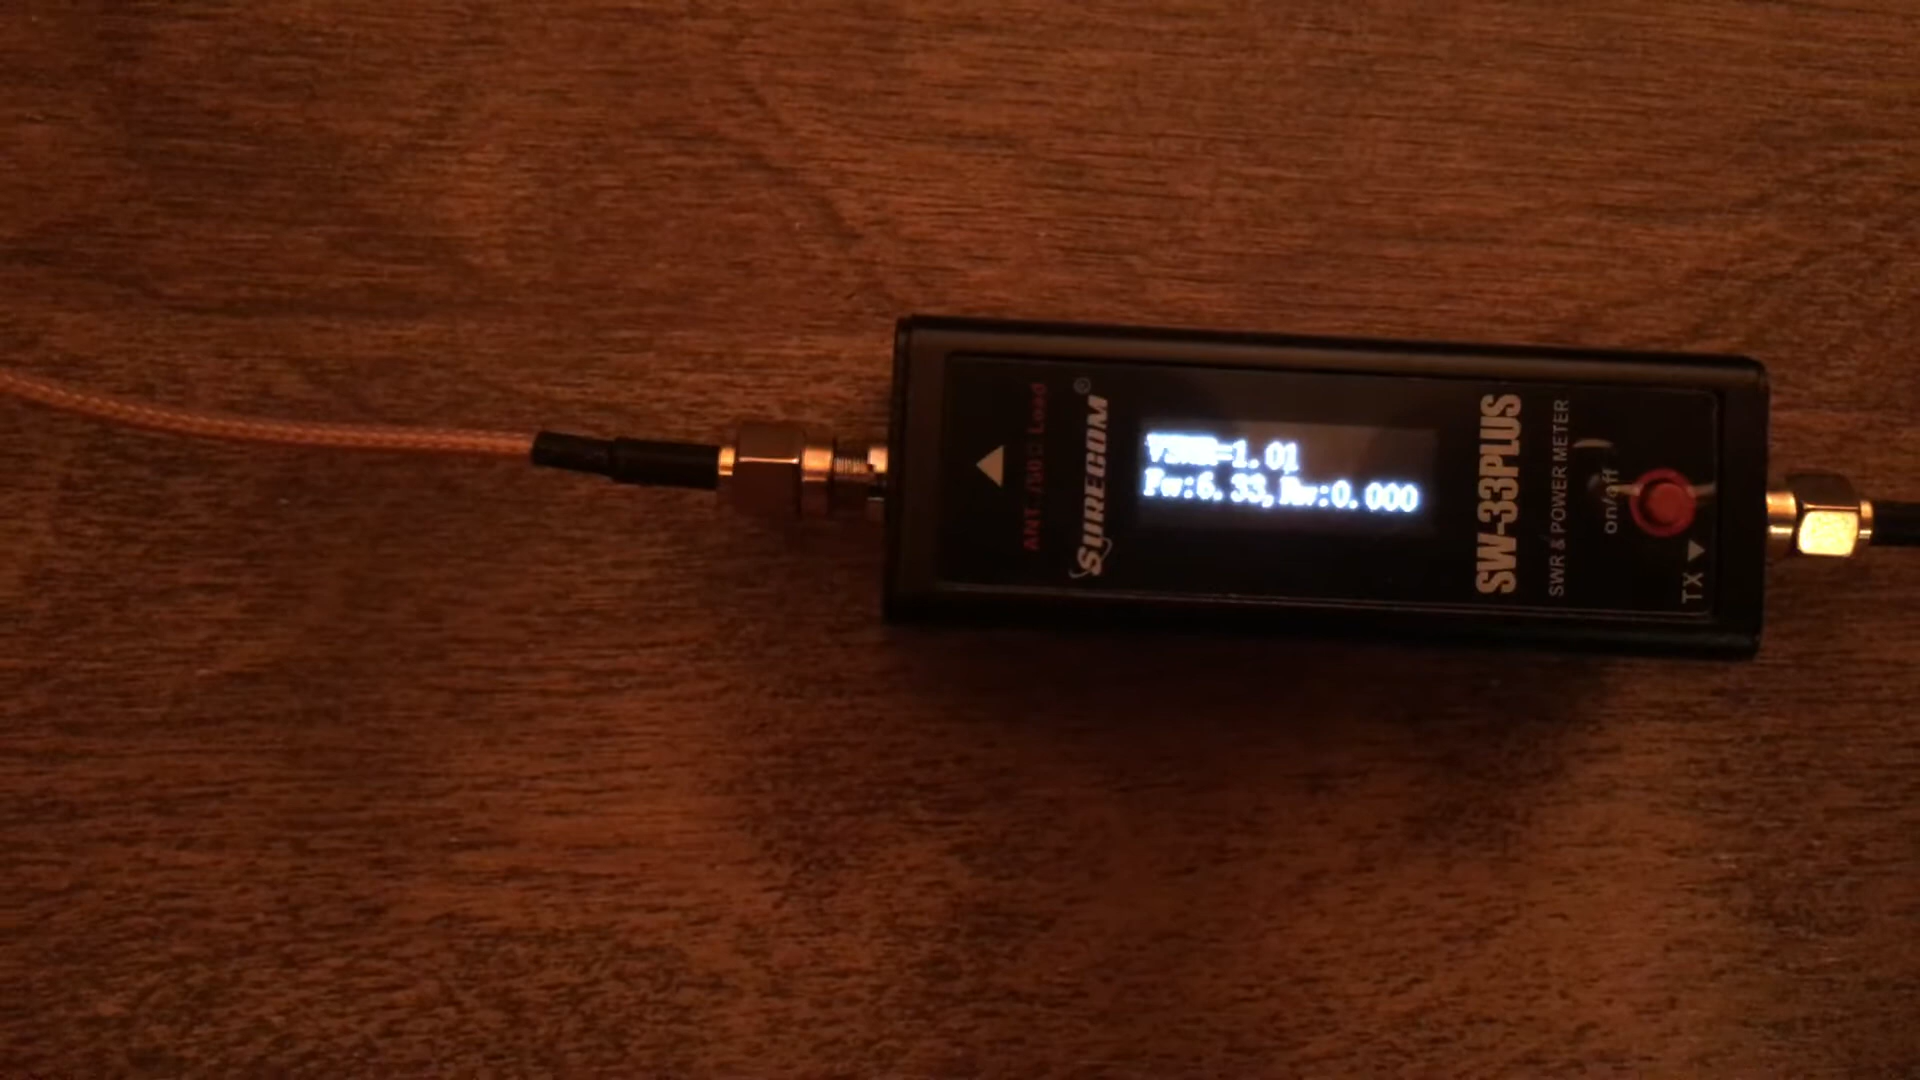 ANT./50Ω Load
SURECOM®
VSWR=1.01
Fw:6.33,Rw:0.000
SW-33PLUS
SWR & POWER METER
on/off
TX